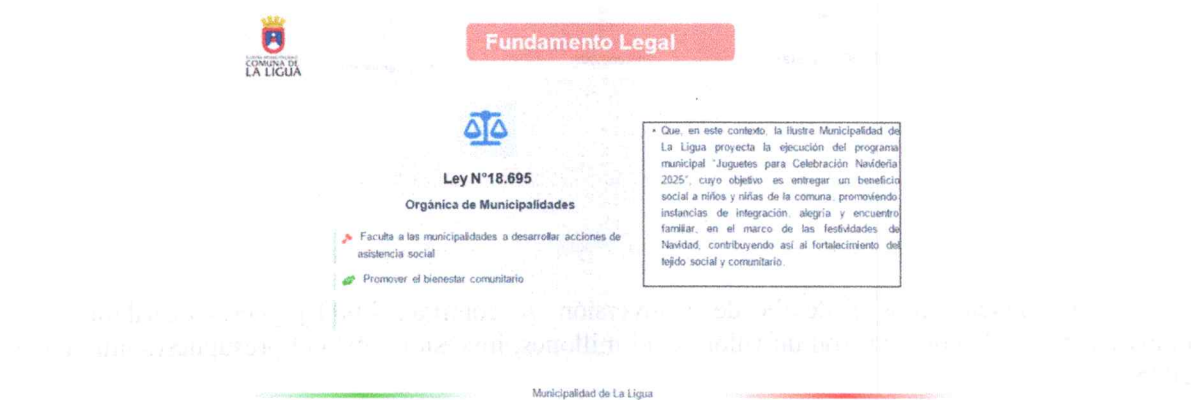 Fundamento Legal
COMUNA DE
LA LIGUA
Ley N°18.695
Orgánica de Municipalidades
Faculta a las municipalidades a desarrollar acciones de
asistencia social
Promover el bienestar comunitario
• Que, en este contexto, la Ilustre Municipalidad de
La Ligua proyecta la ejecución del programa
municipal "Juguetes para Celebración Navideña
2025", cuyo objetivo es entregar un beneficio
social a niños y niñas de la comuna, promoviendo
instancias de integración, alegría y encuentro
familiar, en el marco de las festividades de
Navidad, contribuyendo así al fortalecimiento del
tejido social y comunitario.
Municipalidad de La Ligua